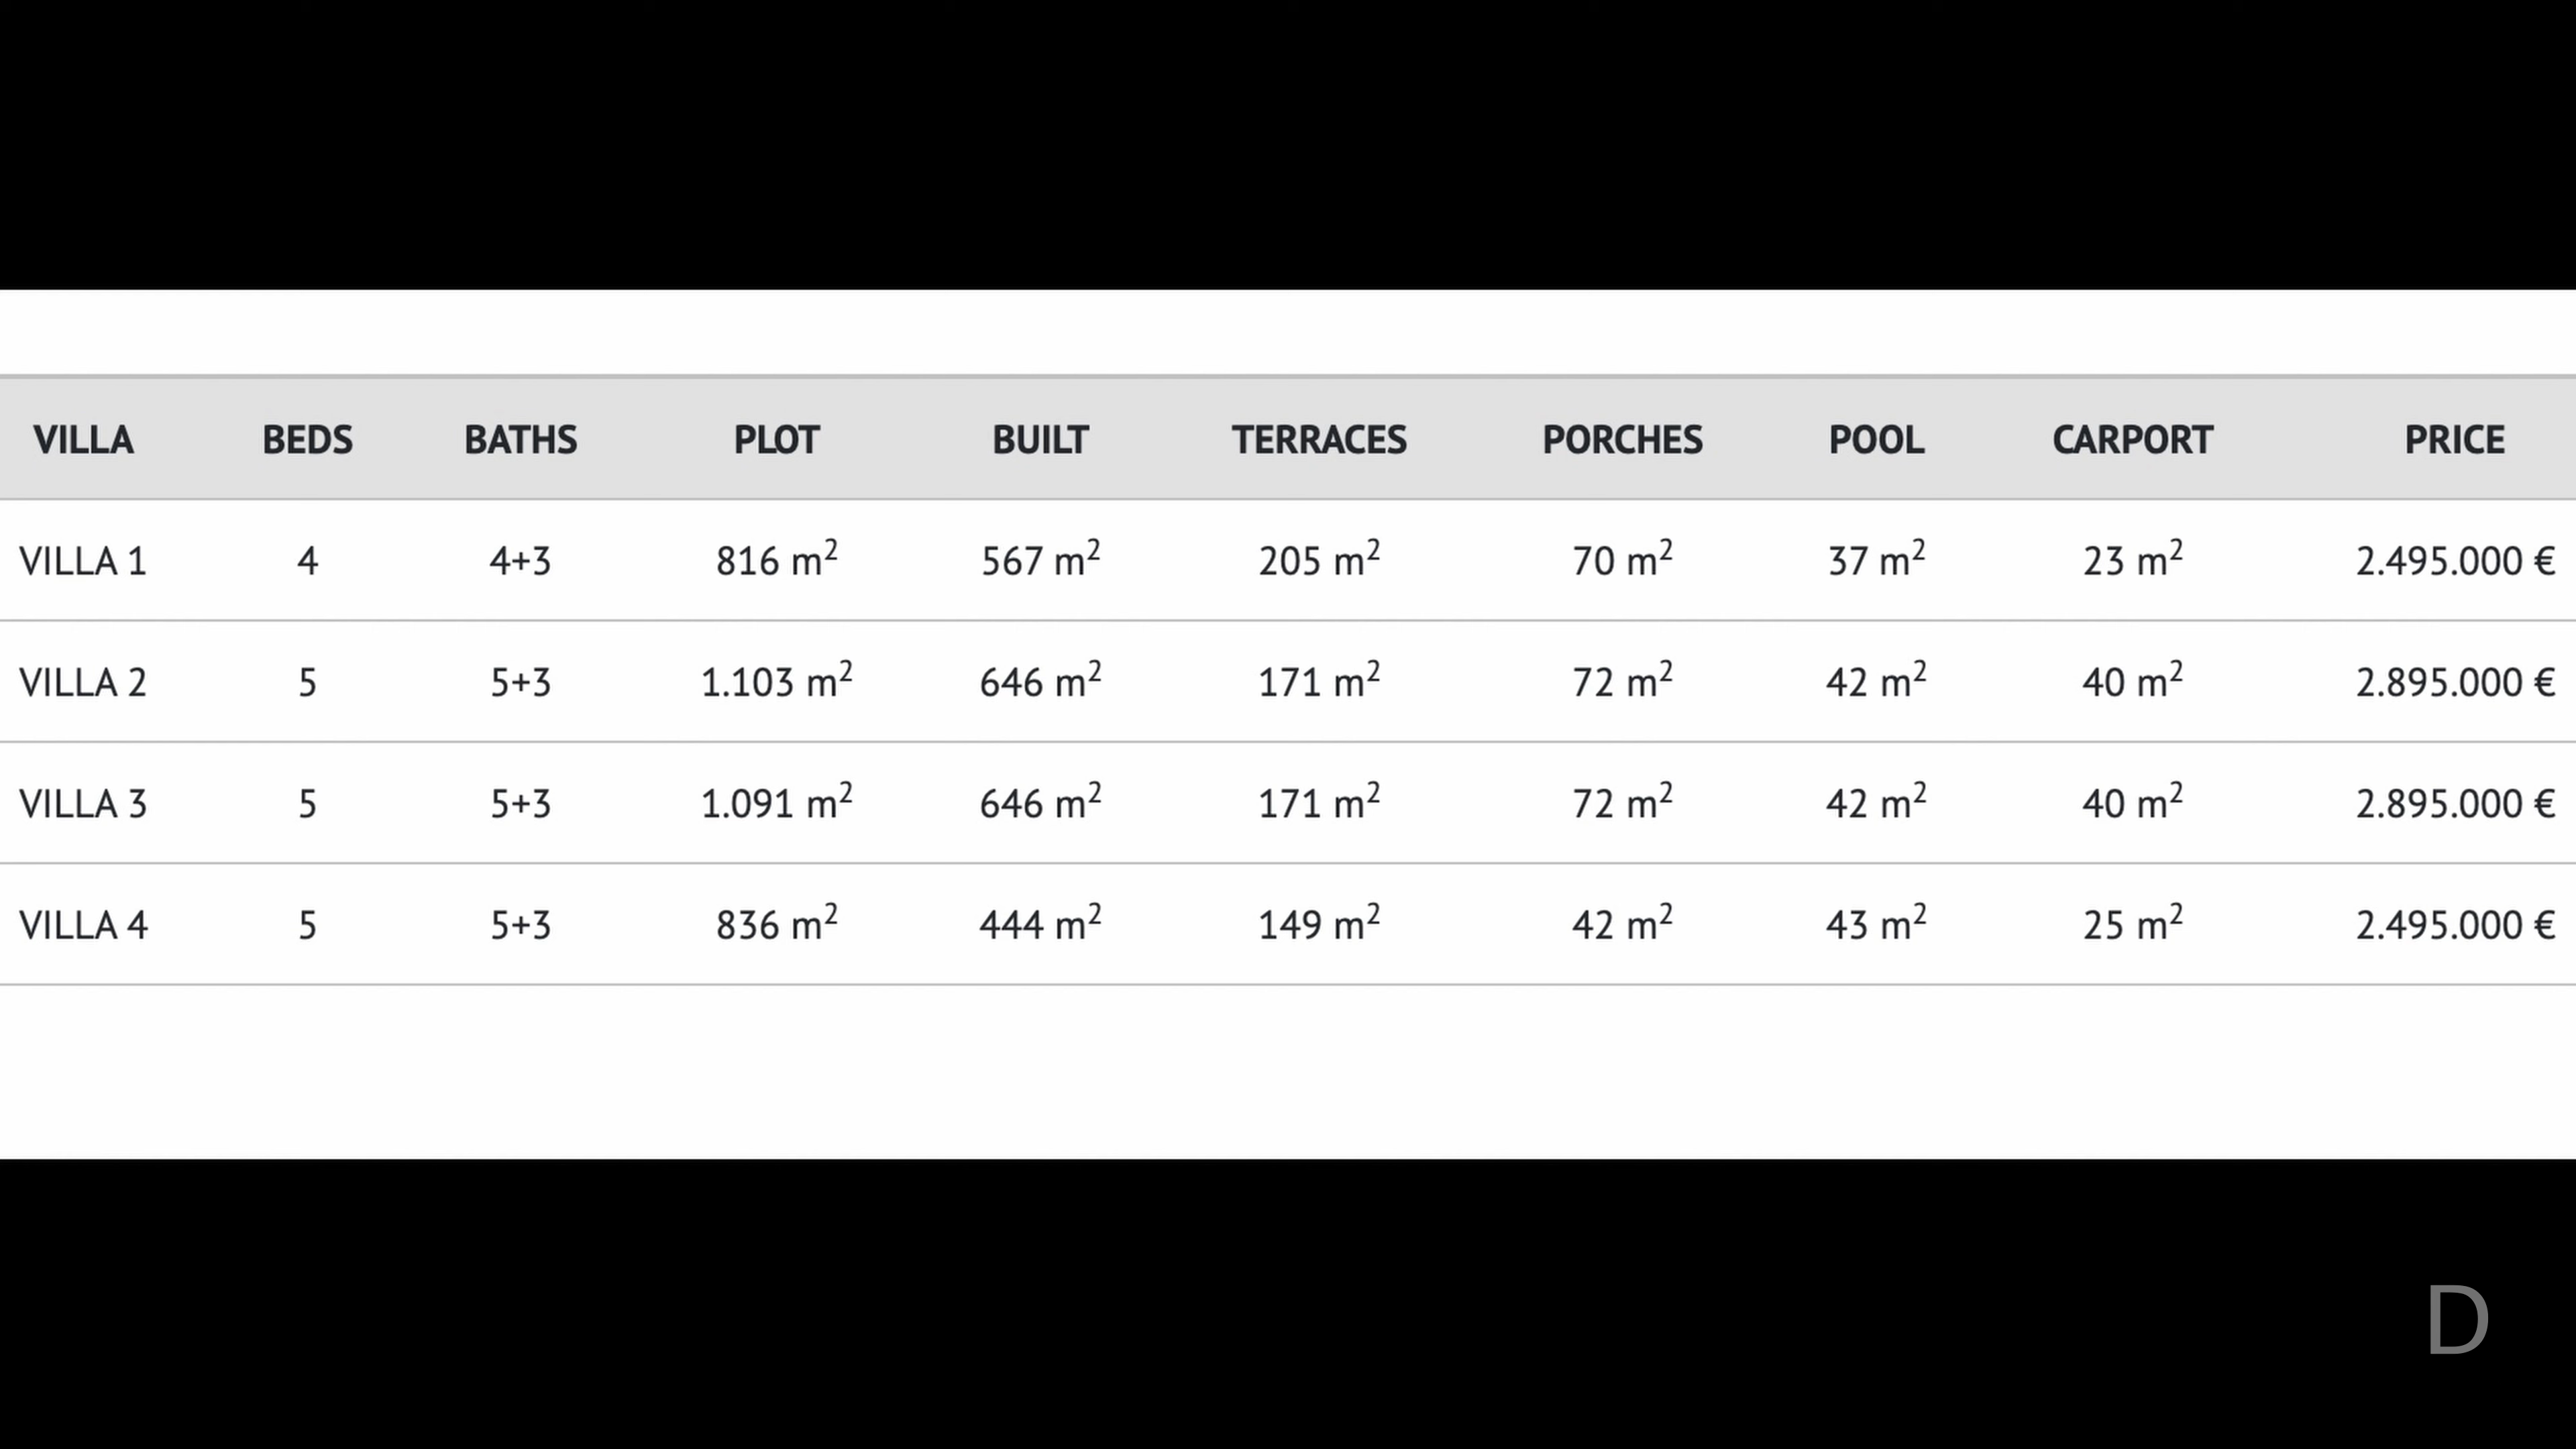 VILLA BEDS BATHS PLOT BUILT TERRACES PORCHES POOL CARPORT PRICE
VILLA 1 4 4+3 816 m² 567 m² 205 m² 70 m² 37 m² 23 m² 2.495.000 €
VILLA 2 5 5+3 1.103 m² 646 m² 171 m² 72 m² 42 m² 40 m² 2.895.000 €
VILLA 3 5 5+3 1.091 m² 646 m² 171 m² 72 m² 42 m² 40 m² 2.895.000 €
VILLA 4 5 5+3 836 m² 444 m² 149 m² 42 m² 43 m² 25 m² 2.495.000 €
D